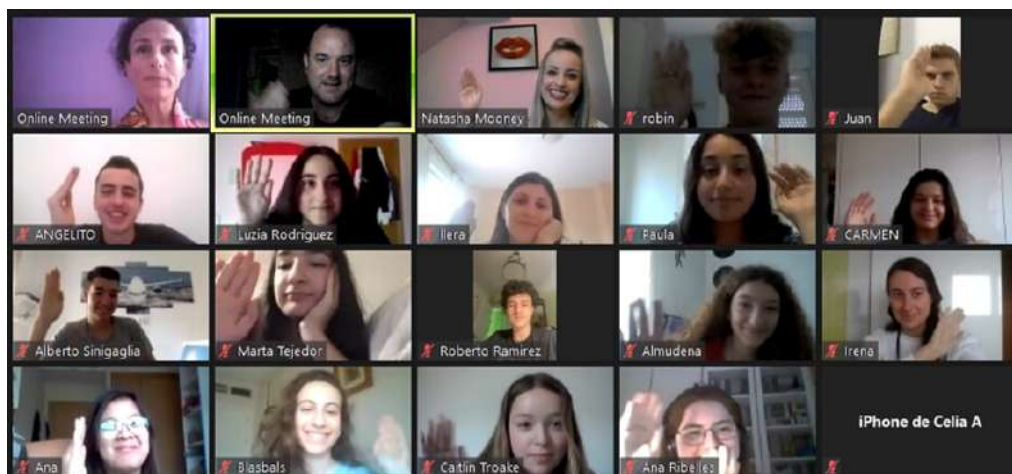 Online Meeting
Online Meeting
Natasha Mooney
robin
Juan
ANGELITO
Luzia Rodriguez
llera
Paula
CARMEN
Alberto Sinigaglia
Marta Tejedor
Roberto Ramirez
Almudena
Irena
Ana
Blasbals
Caitlin Troake
Ana Ribelles
iPhone de Celia A